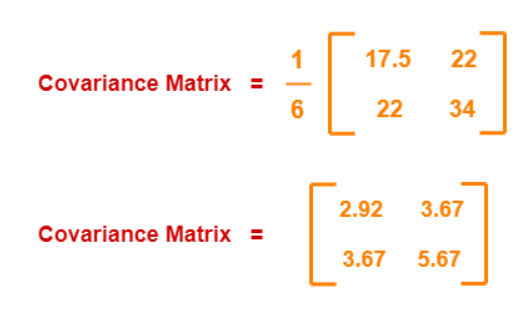 1 17.5 22
Covariance Matrix =
6 22 34
2.92 3.67
Covariance Matrix =
3.67 5.67